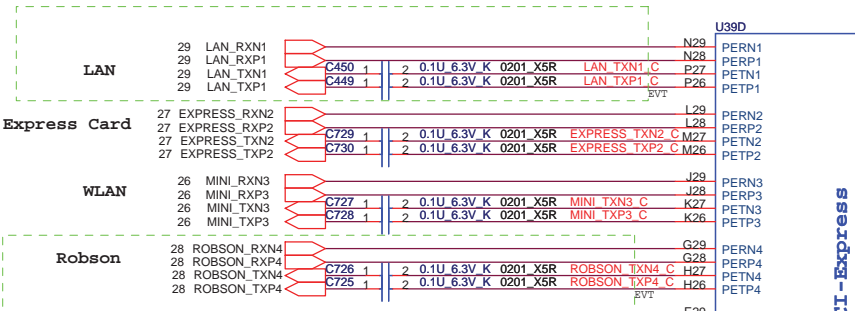 U39D
29 LAN_RXN1 N29 PERN1
29 LAN_RXP1 N28 PERP1
LAN 29 LAN_TXN1 C450 1 2 0.1U_6.3V_K 0201_X5R LAN_TXN1_C P27 PETN1
29 LAN_TXP1 C449 1 2 0.1U_6.3V_K 0201_X5R LAN_TXP1_C P26 PETP1
EVT
27 EXPRESS_RXN2 L29 PERN2
Express Card 27 EXPRESS_RXP2 L28 PERP2
27 EXPRESS_TXN2 C729 1 2 0.1U_6.3V_K 0201_X5R EXPRESS_TXN2_C M27 PETN2
27 EXPRESS_TXP2 C730 1 2 0.1U_6.3V_K 0201_X5R EXPRESS_TXP2_C M26 PETP2
26 MINI_RXN3 J29 PERN3
WLAN 26 MINI_RXP3 J28 PERP3
26 MINI_TXN3 C727 1 2 0.1U_6.3V_K 0201_X5R MINI_TXN3_C K27 PETN3
26 MINI_TXP3 C728 1 2 0.1U_6.3V_K 0201_X5R MINI_TXP3_C K26 PETP3
28 ROBSON_RXN4 G29 PERN4
Robson 28 ROBSON_RXP4 G28 PERP4
28 ROBSON_TXN4 C726 1 2 0.1U_6.3V_K 0201_X5R ROBSON_TXN4_C H27 PETN4
28 ROBSON_TXP4 C725 1 2 0.1U_6.3V_K 0201_X5R ROBSON_TXP4_C H26 PETP4
EVT
CI-Express